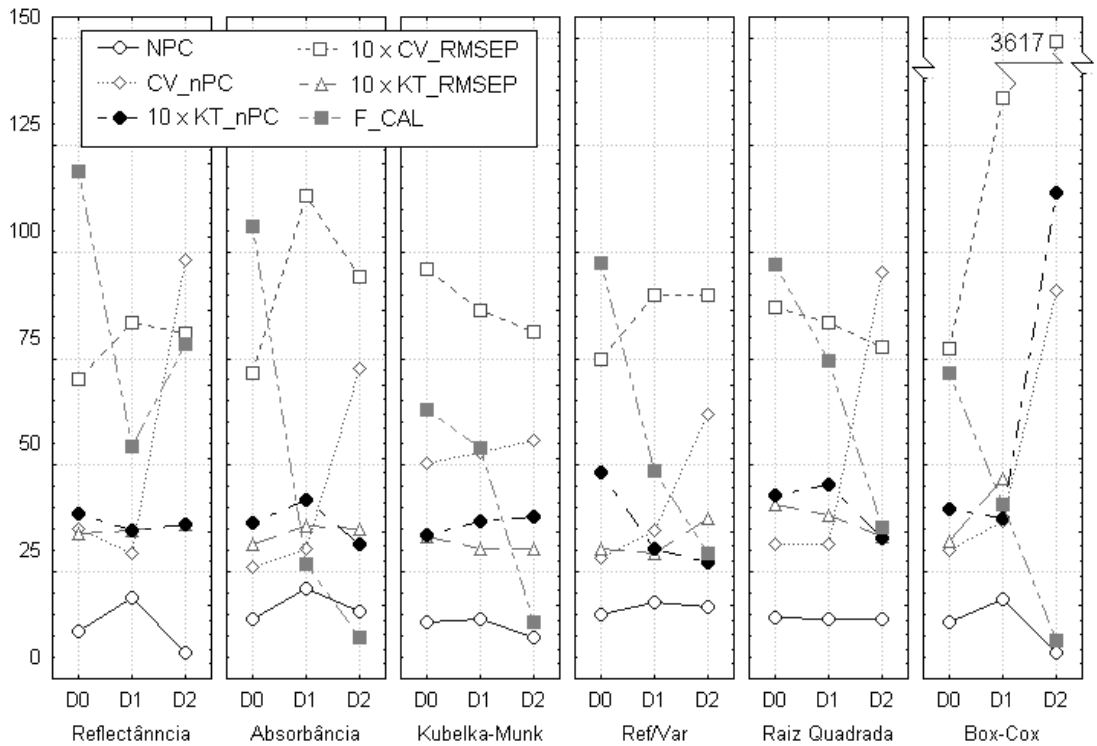 150
125
100
75
50
25
0
NPC
CV_nPC
10 x KT_nPC
10 x CV_RMSEP
10 x KT_RMSEP
F_CAL
3617
D0 D1 D2
D0 D1 D2
D0 D1 D2
D0 D1 D2
D0 D1 D2
D0 D1 D2
Reflectânncia
Absorbância
Kubelka-Munk
Ref/Var
Raiz Quadrada
Box-Cox